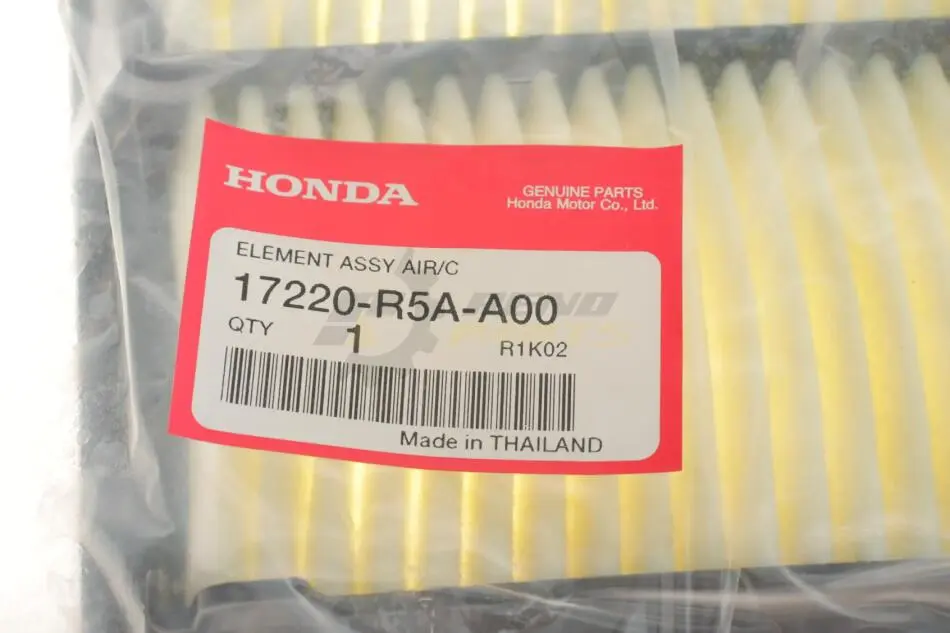 HONDA
GENUINE PARTS
Honda Motor Co., Ltd.
ELEMENT ASSY AIR/C
17220-R5A-A00
QTY 1 R1K02
Made in THAILAND